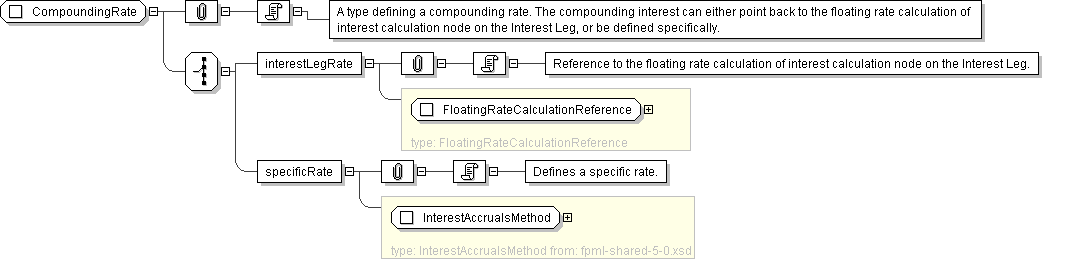 CompoundingRate
A type defining a compounding rate. The compounding interest can either point back to the floating rate calculation of
interest calculation node on the Interest Leg, or be defined specifically.
interestLegRate
Reference to the floating rate calculation of interest calculation node on the Interest Leg.
FloatingRateCalculationReference
type: FloatingRateCalculationReference
specificRate
Defines a specific rate.
InterestAccrualsMethod
type: InterestAccrualsMethod from: fpml-shared-5-0.xsd